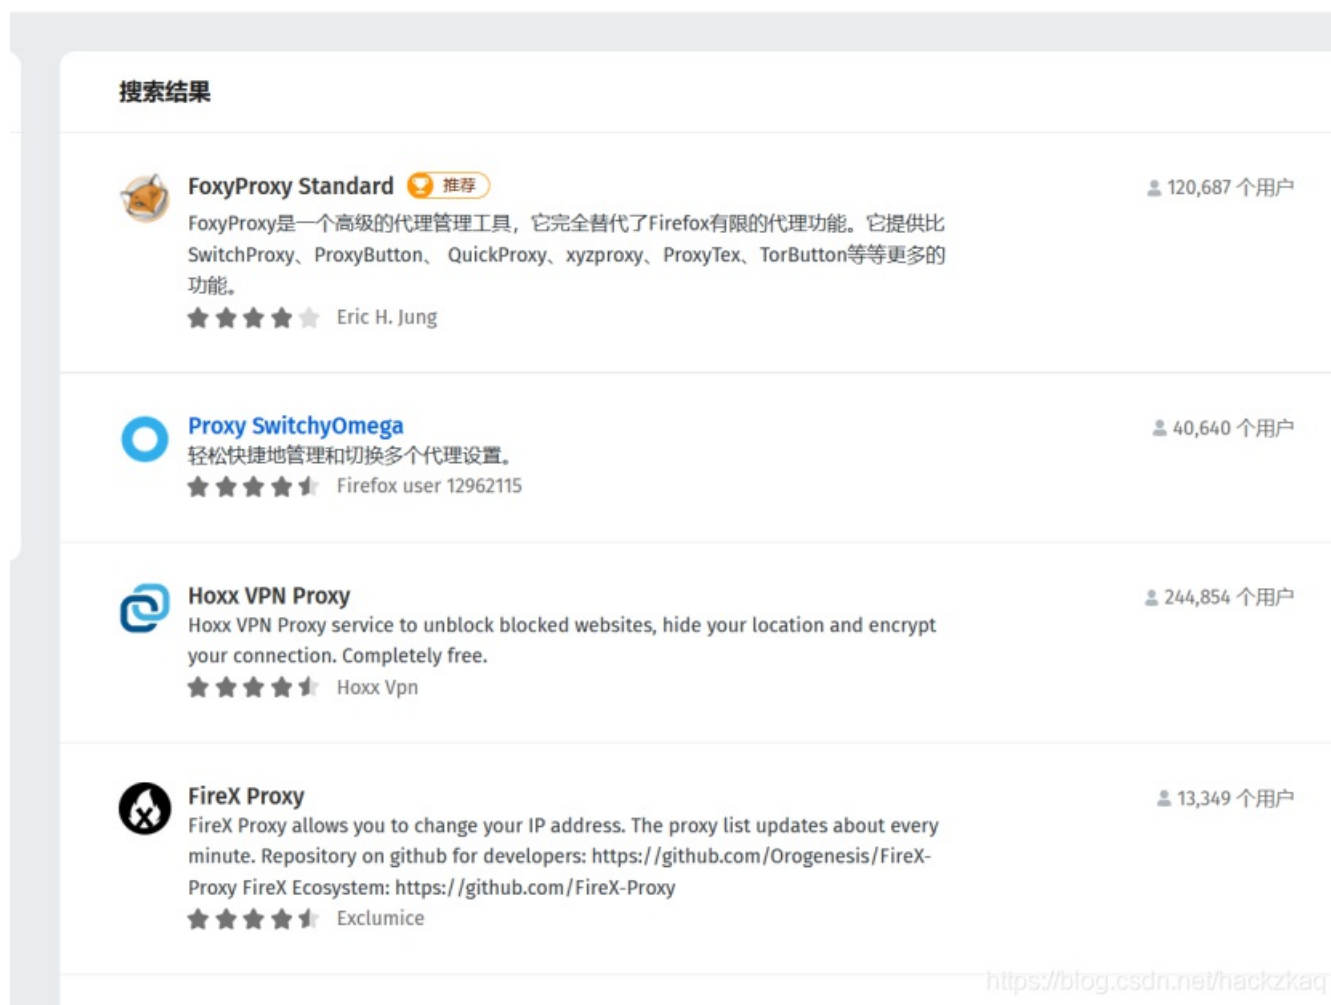 搜索结果
FoxyProxy Standard 推荐 120,687 个用户
FoxyProxy是一个高级的代理管理工具，它完全替代了Firefox有限的代理功能。它提供比
SwitchProxy、ProxyButton、 QuickProxy、xyzproxy、ProxyTex、TorButton等等更多的
功能。
Eric H. Jung
Proxy SwitchyOmega 40,640 个用户
轻松快捷地管理和切换多个代理设置。
Firefox user 12962115
Hoxx VPN Proxy 244,854 个用户
Hoxx VPN Proxy service to unblock blocked websites, hide your location and encrypt
your connection. Completely free.
Hoxx Vpn
FireX Proxy 13,349 个用户
FireX Proxy allows you to change your IP address. The proxy list updates about every
minute. Repository on github for developers: https://github.com/Orogenesis/FireX-
Proxy FireX Ecosystem: https://github.com/FireX-Proxy
Exclumice
https://blog.csdn.net/hackzkaq